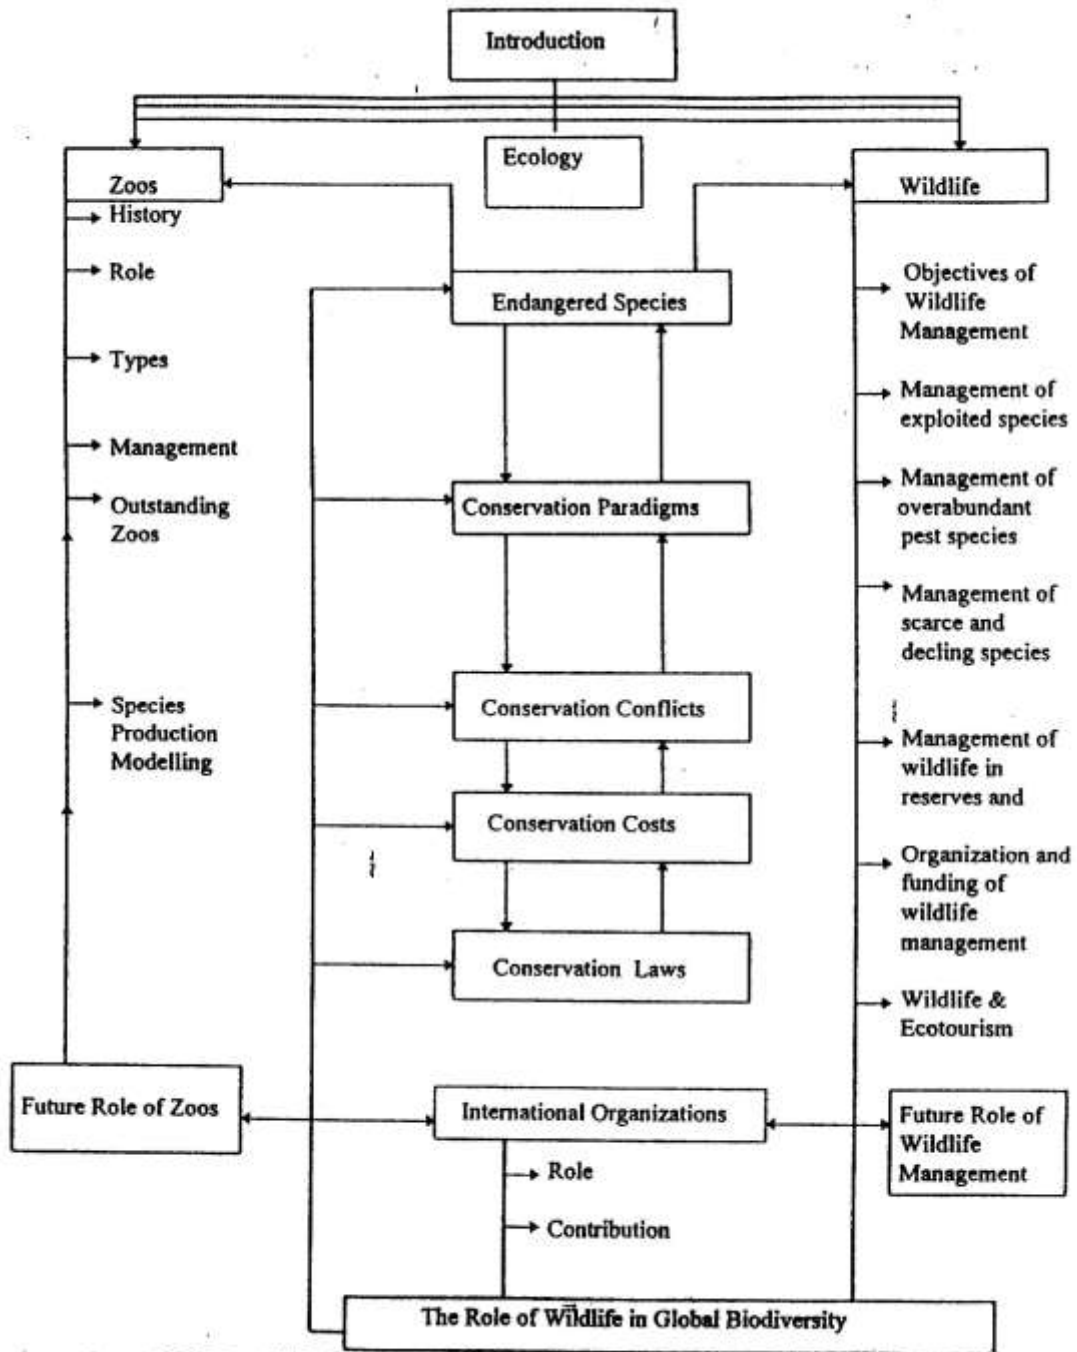 Introduction
Ecology
Zoos
History
Role
Types
Management
Outstanding
Zoos
Species
Production
Modelling
Future Role of Zoos
Endangered Species
Conservation Paradigms
Conservation Conflicts
Conservation Costs
Conservation Laws
International Organizations
Role
Contribution
Wildlife
Objectives of
Wildlife
Management
Management of
exploited species
Management of
overabundant
pest species
Management of
scarce and
decling species
Management of
wildlife in
reserves and
Organization and
funding of
wildlife
management
Wildlife &
Ecotourism
Future Role of
Wildlife
Management
The Role of Wildlife in Global Biodiversity